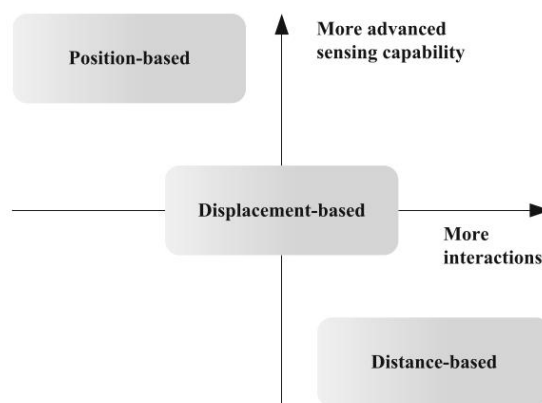 Position-based
More advanced
sensing capability
Displacement-based
More
interactions
Distance-based